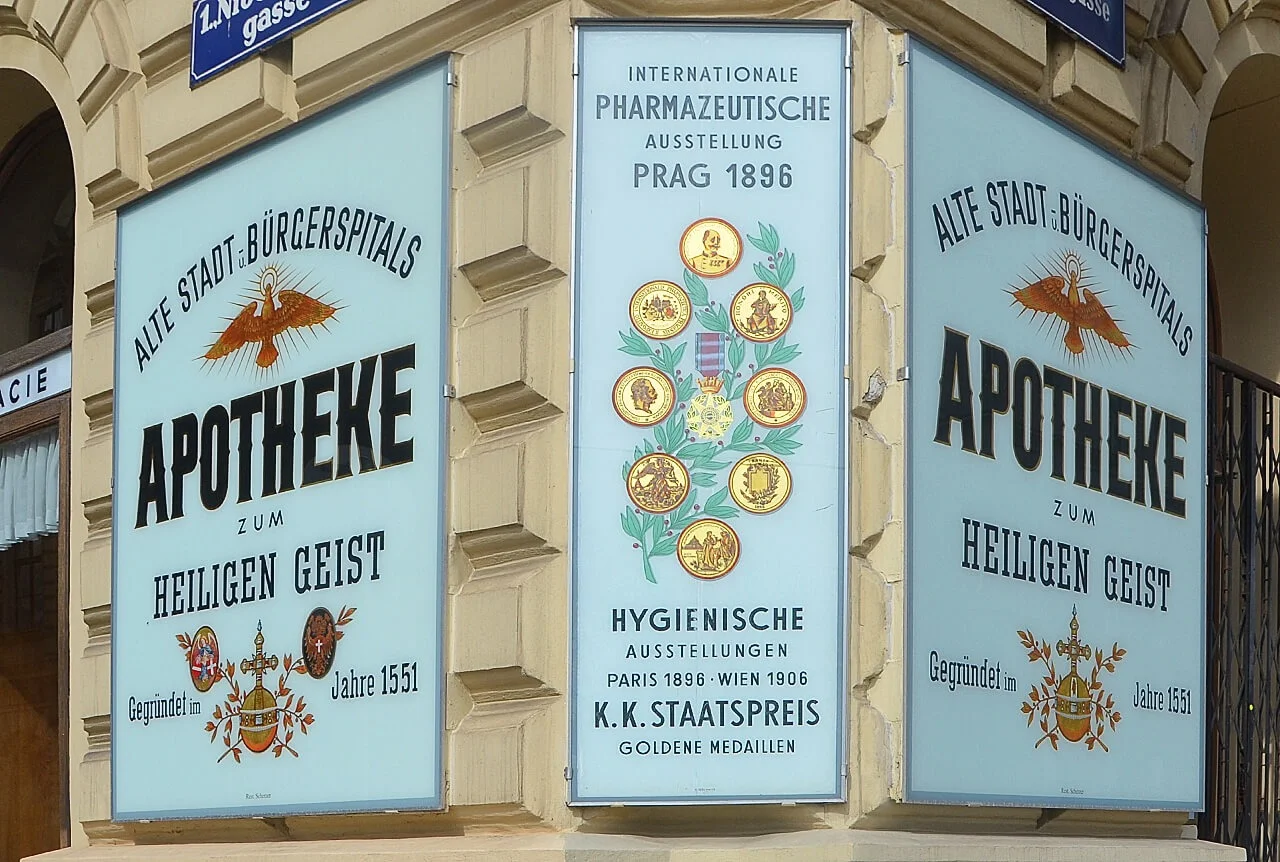 gasse
gasse
ACIE
ALTE STADT u. BÜRGERSPITALS
APOTHEKE
ZUM
HEILIGEN GEIST
Gegründet im Jahre 1551
INTERNATIONALE
PHARMAZEUTISCHE
AUSSTELLUNG
PRAG 1896
HYGIENISCHE
AUSSTELLUNGEN
PARIS 1896 · WIEN 1906
K.K. STAATSPREIS
GOLDENE MEDAILLEN
ALTE STADT u. BÜRGERSPITALS
APOTHEKE
ZUM
HEILIGEN GEIST
Gegründet im Jahre 1551